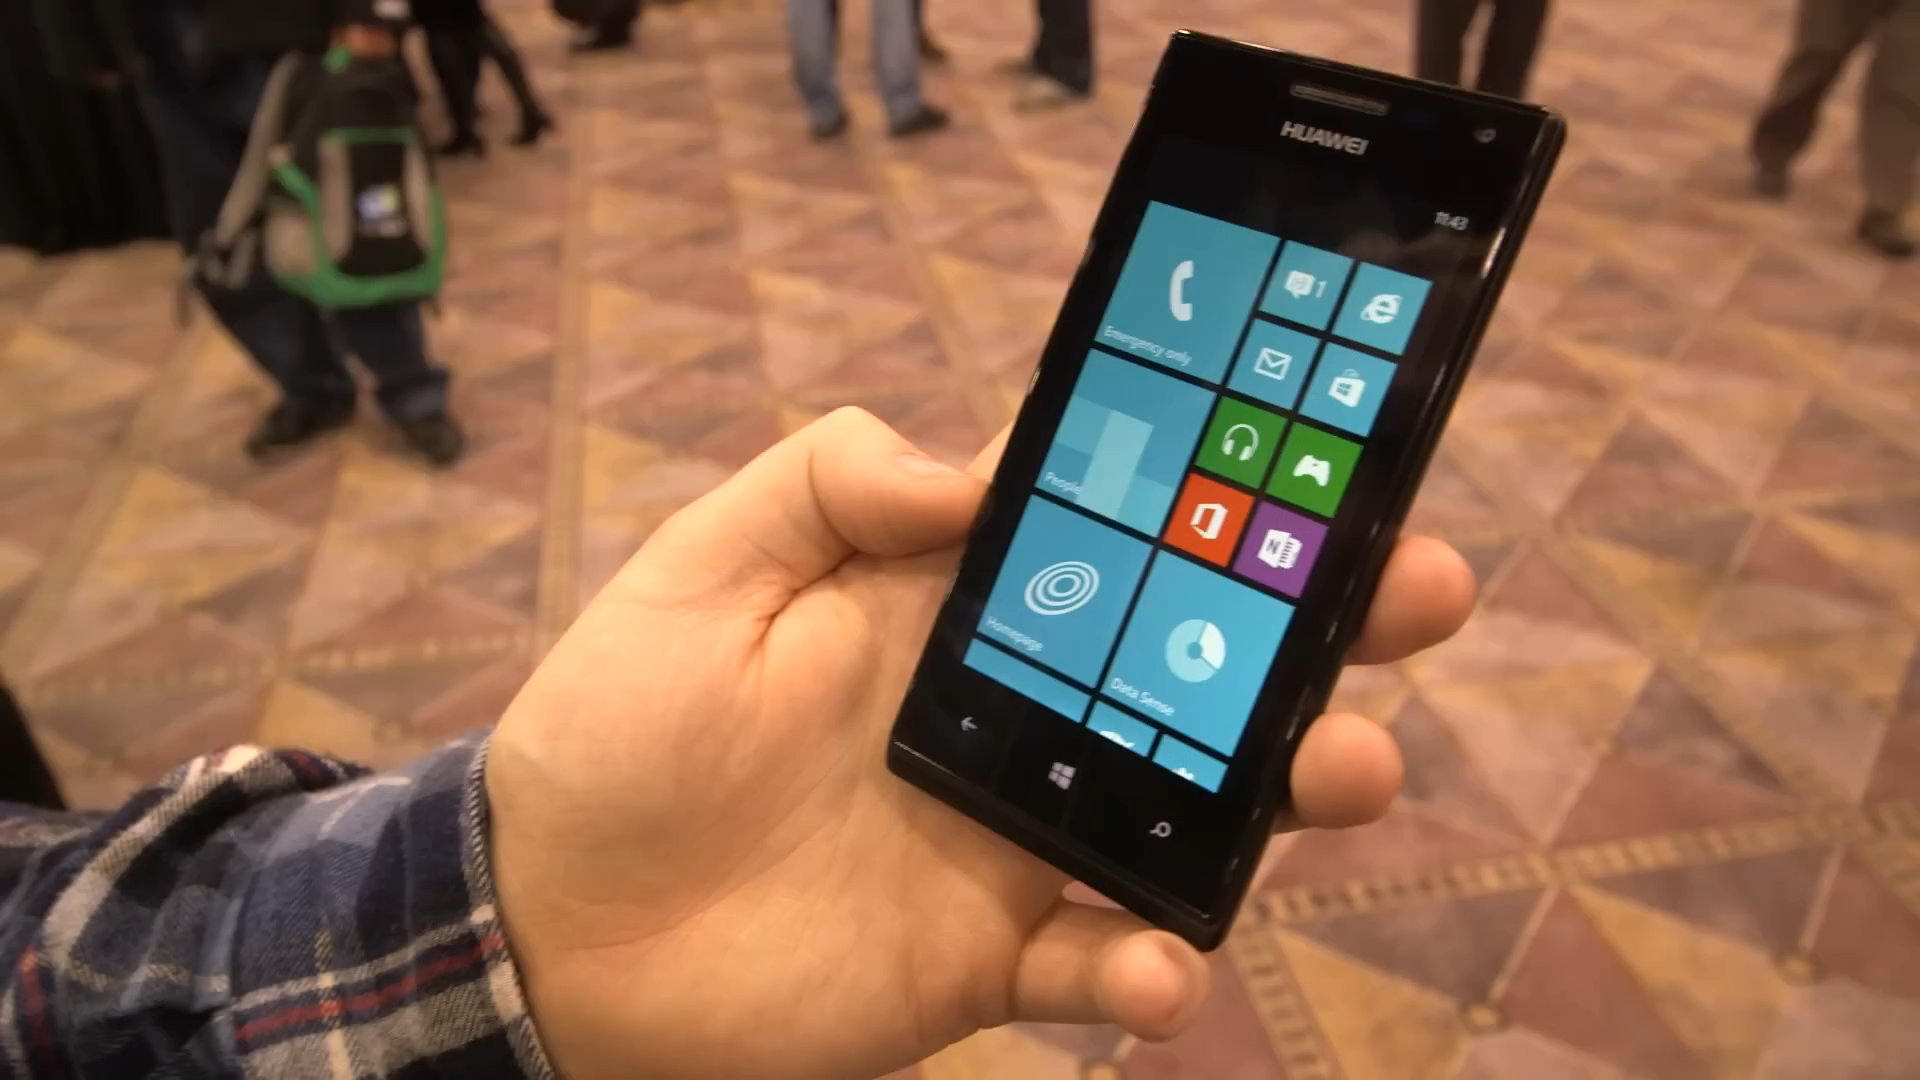 HUAWEI
11:43
1
Emergency only
People
N
Homepage
Data Sense